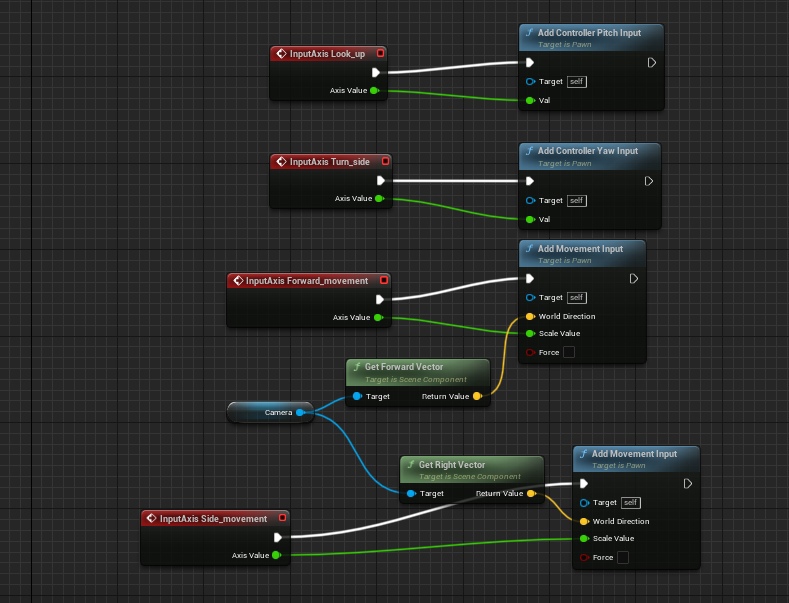 InputAxis Look_up
Axis Value
Add Controller Pitch Input
Target is Pawn
Target self
Val
InputAxis Turn_side
Axis Value
Add Controller Yaw Input
Target is Pawn
Target self
Val
InputAxis Forward_movement
Axis Value
Add Movement Input
Target is Pawn
Target self
World Direction
Scale Value
Force
Get Forward Vector
Target is Scene Component
Target Return Value
Camera
Get Right Vector
Target is Scene Component
Target Return Value
Add Movement Input
Target is Pawn
Target self
World Direction
Scale Value
Force
InputAxis Side_movement
Axis Value